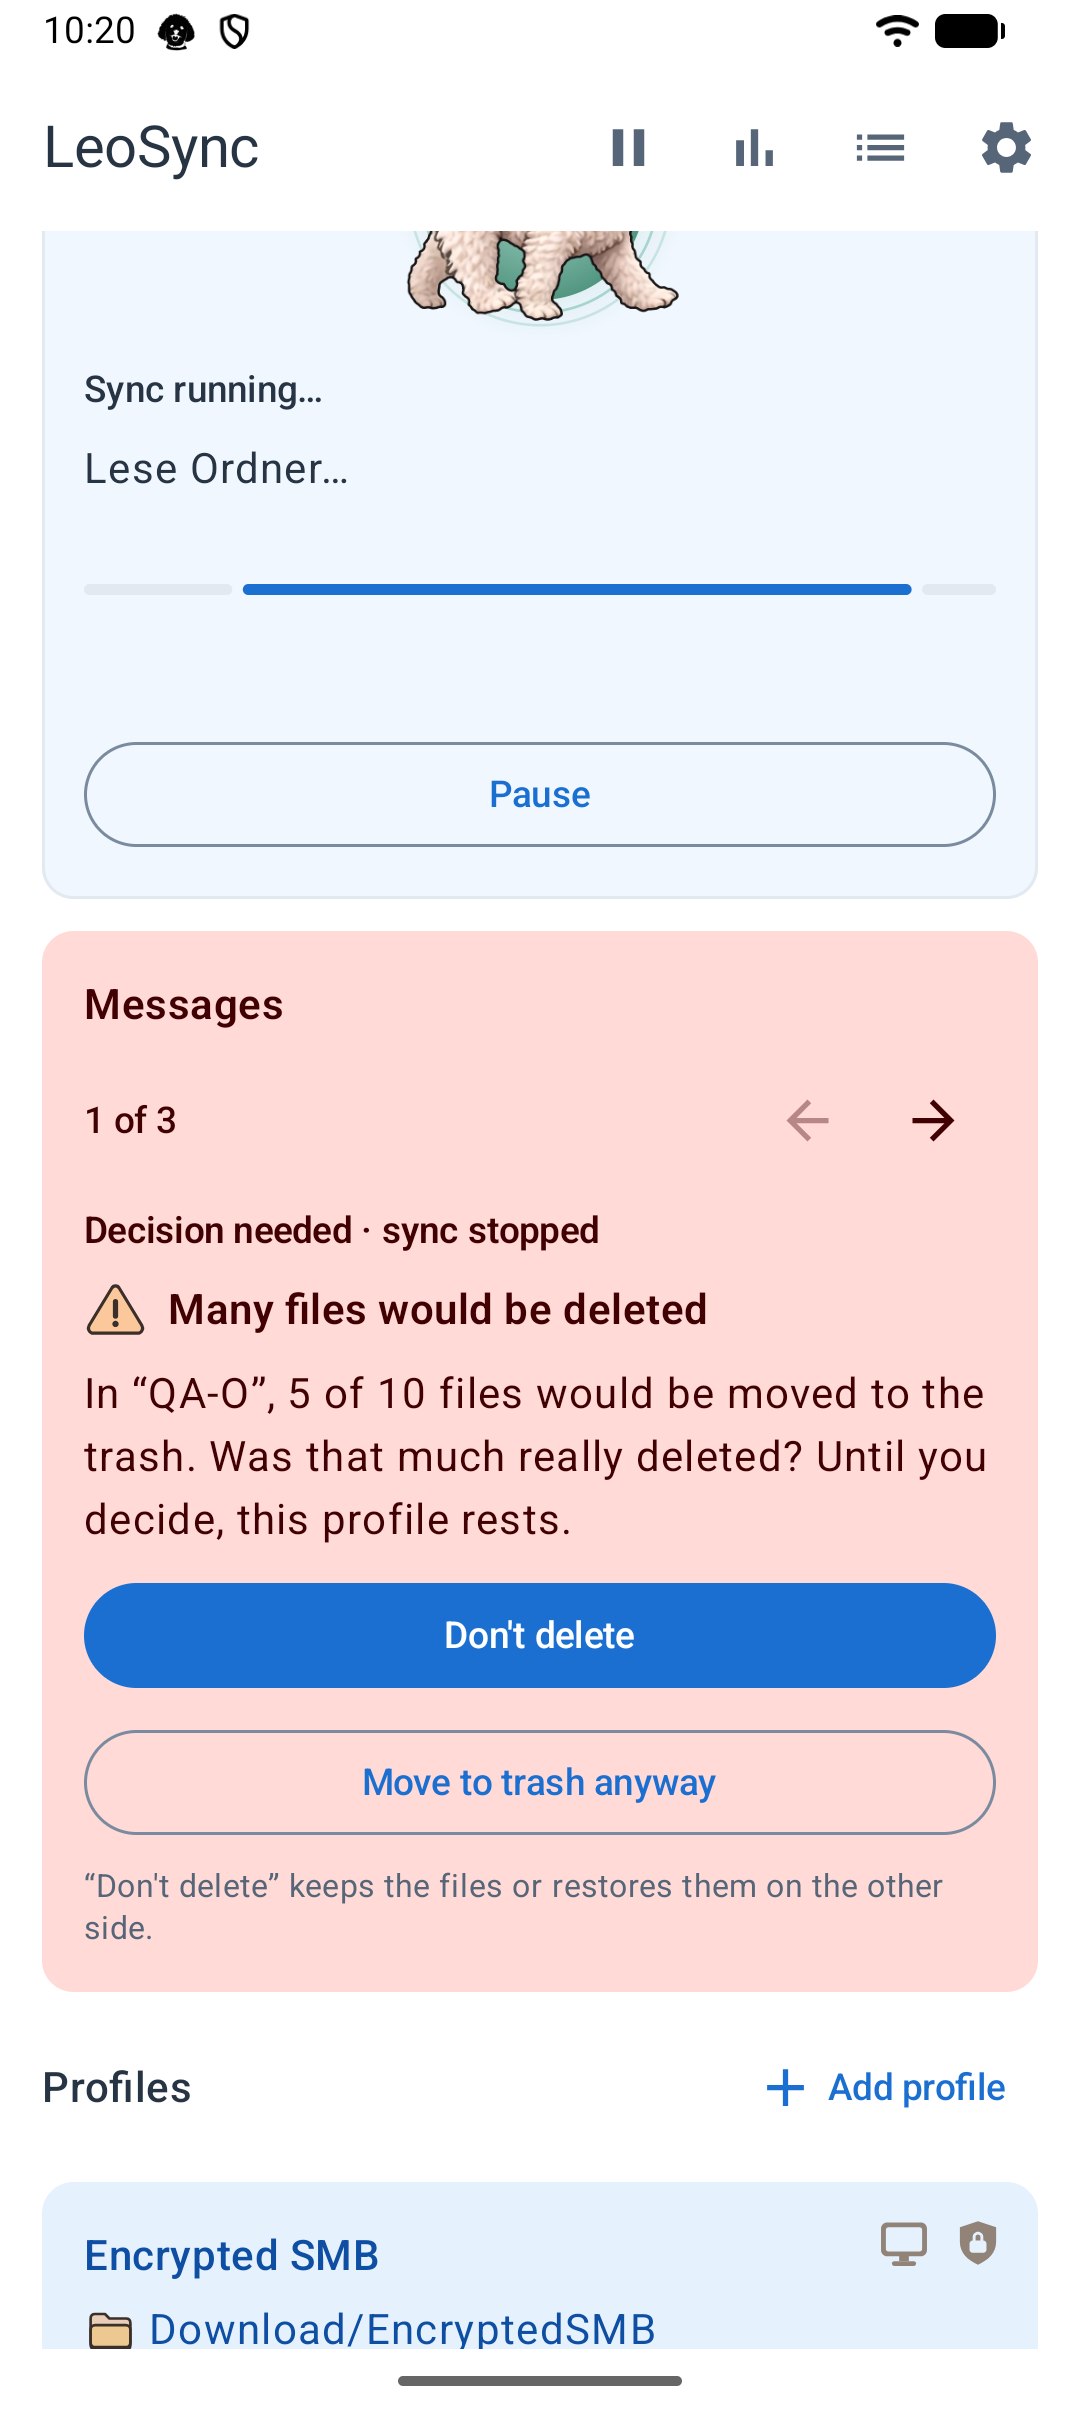 10:20
LeoSync
Sync running…
Lese Ordner…
Pause
Messages
1 of 3
Decision needed · sync stopped
Many files would be deleted
In “QA-O”, 5 of 10 files would be moved to the
trash. Was that much really deleted? Until you
decide, this profile rests.
Don't delete
Move to trash anyway
“Don't delete” keeps the files or restores them on the other
side.
Profiles
Add profile
Encrypted SMB
Download/EncryptedSMB